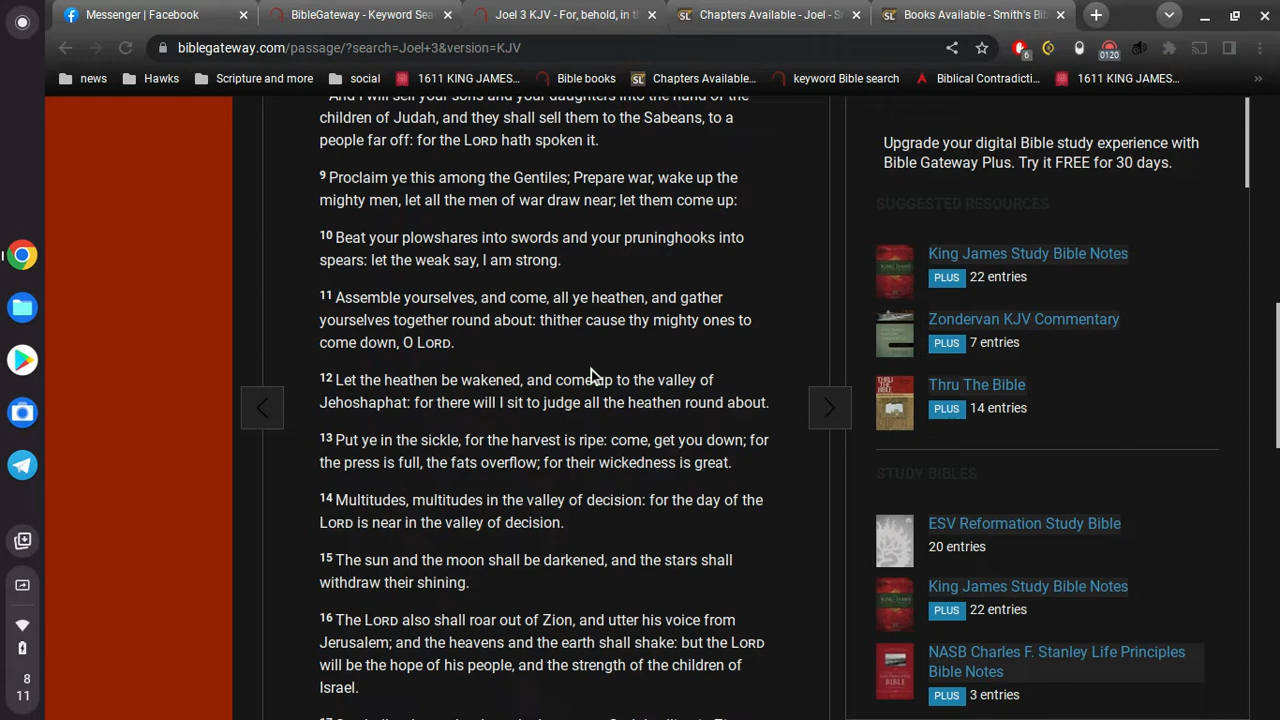 Messenger | Facebook
BibleGateway - Keyword Sea
Joel 3 KJV - For, behold, in th
Chapters Available - Joel - S
Books Available - Smith's Bi
biblegateway.com/passage/?search=Joel+3&version=KJV
6
0120
news
Hawks
Scripture and more
social
1611 KING JAMES...
Bible books
Chapters Available...
keyword Bible search
Biblical Contradicti...
1611 KING JAMES...
»
And I will sell your sons and your daughters into the hand of the
children of Judah, and they shall sell them to the Sabeans, to a
people far off: for the LORD hath spoken it.
9 Proclaim ye this among the Gentiles; Prepare war, wake up the
mighty men, let all the men of war draw near; let them come up:
10 Beat your plowshares into swords and your pruninghooks into
spears: let the weak say, I am strong.
11 Assemble yourselves, and come, all ye heathen, and gather
yourselves together round about: thither cause thy mighty ones to
come down, O LORD.
12 Let the heathen be wakened, and come up to the valley of
Jehoshaphat: for there will I sit to judge all the heathen round about.
13 Put ye in the sickle, for the harvest is ripe: come, get you down; for
the press is full, the fats overflow; for their wickedness is great.
14 Multitudes, multitudes in the valley of decision: for the day of the
LORD is near in the valley of decision.
15 The sun and the moon shall be darkened, and the stars shall
withdraw their shining.
16 The LORD also shall roar out of Zion, and utter his voice from
Jerusalem; and the heavens and the earth shall shake: but the LORD
will be the hope of his people, and the strength of the children of
Israel.
Upgrade your digital Bible study experience with
Bible Gateway Plus. Try it FREE for 30 days.
SUGGESTED RESOURCES
King James Study Bible Notes
PLUS 22 entries
Zondervan KJV Commentary
PLUS 7 entries
Thru The Bible
PLUS 14 entries
STUDY BIBLES
ESV Reformation Study Bible
20 entries
King James Study Bible Notes
PLUS 22 entries
NASB Charles F. Stanley Life Principles
Bible Notes
PLUS 3 entries
8
11